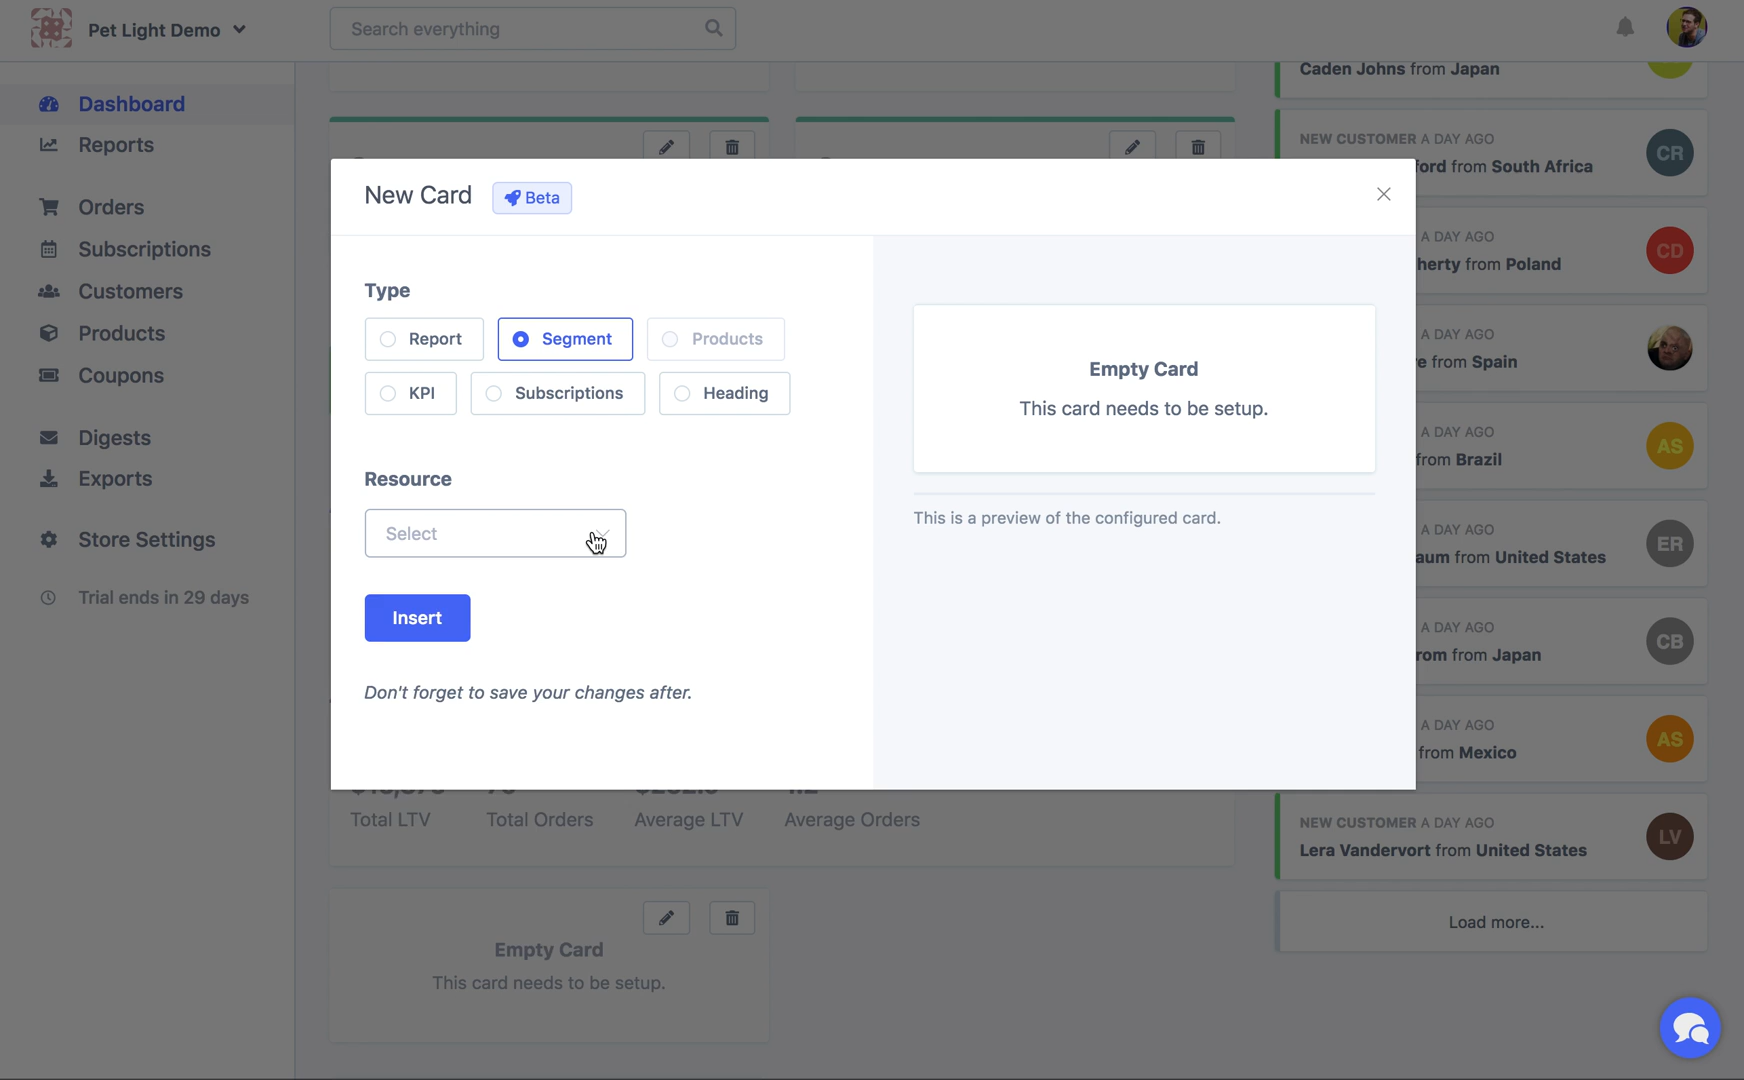 Pet Light Demo
Search everything
Dashboard
Reports
Orders
Subscriptions
Customers
Products
Coupons
Digests
Exports
Store Settings
Trial ends in 29 days
New Card
Beta
Type
Report
Segment
Products
KPI
Subscriptions
Heading
Resource
Select
Insert
Don't forget to save your changes after.
Empty Card
This card needs to be setup.
This is a preview of the configured card.
Total LTV
Total Orders
Average LTV
Average Orders
Empty Card
This card needs to be setup.
Caden Johns from Japan
NEW CUSTOMER A DAY AGO
ford from South Africa
CR
A DAY AGO
herty from Poland
CD
A DAY AGO
e from Spain
A DAY AGO
from Brazil
AS
A DAY AGO
aum from United States
ER
A DAY AGO
rom from Japan
CB
A DAY AGO
from Mexico
AS
NEW CUSTOMER A DAY AGO
Lera Vandervort from United States
LV
Load more...